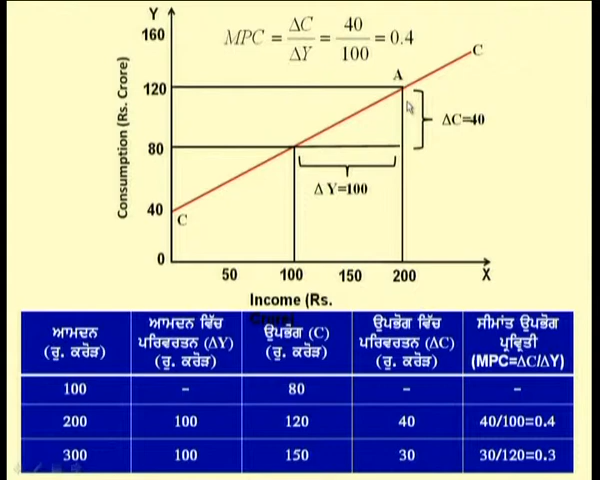 Y
MPC = ΔC/ΔY = 40/100 = 0.4
160
C
A
120
ΔC=40
80
Δ Y=100
40
C
0
50 100 150 200 X
Consumption (Rs. Crore)
Income (Rs.
Crore)
ਆਮਦਨ
(ਰੁ. ਕਰੋੜ)
ਆਮਦਨ ਵਿੱਚ
ਪਰਿਵਰਤਨ (ΔY)
(ਰੁ. ਕਰੋੜ)
ਉਪਭੋਗ (C)
(ਰੁ. ਕਰੋੜ)
ਉਪਭੋਗ ਵਿੱਚ
ਪਰਿਵਰਤਨ (ΔC)
(ਰੁ. ਕਰੋੜ)
ਸੀਮਾਂਤ ਉਪਭੋਗ
ਪ੍ਰਵ੍ਰਿਤੀ
(MPC=ΔC/ΔY)
100 – 80 – –
200 100 120 40 40/100=0.4
300 100 150 30 30/120=0.3